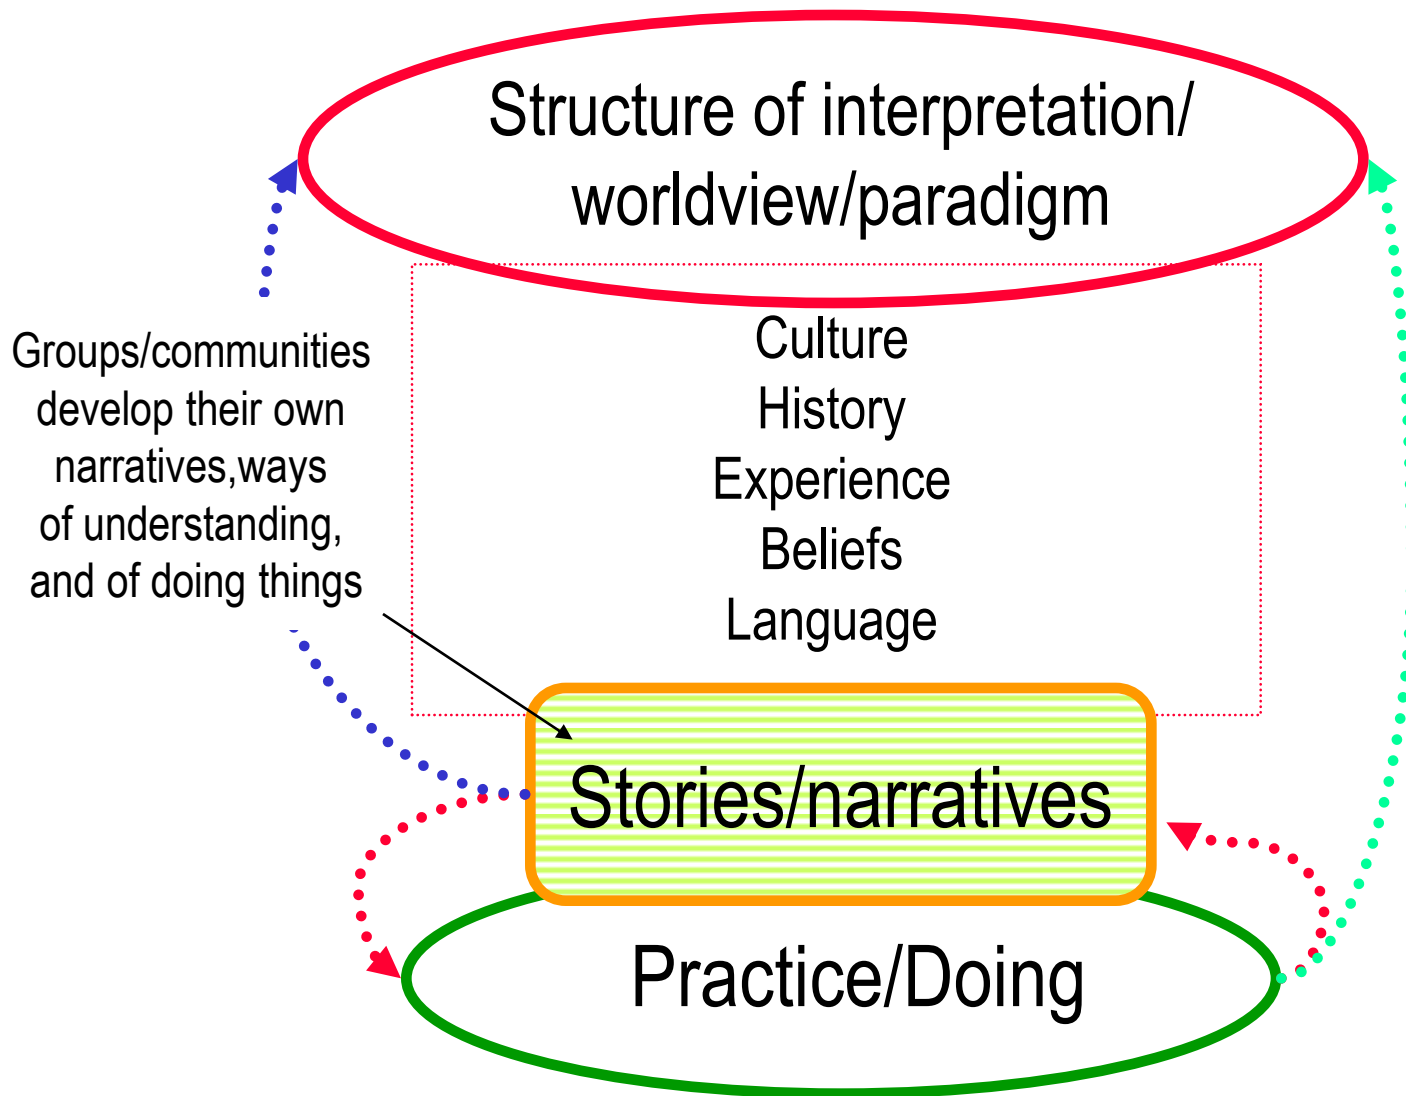 Structure of interpretation/
worldview/paradigm
Groups/communities
develop their own
narratives,ways
of understanding,
and of doing things
Culture
History
Experience
Beliefs
Language
Stories/narratives
Practice/Doing